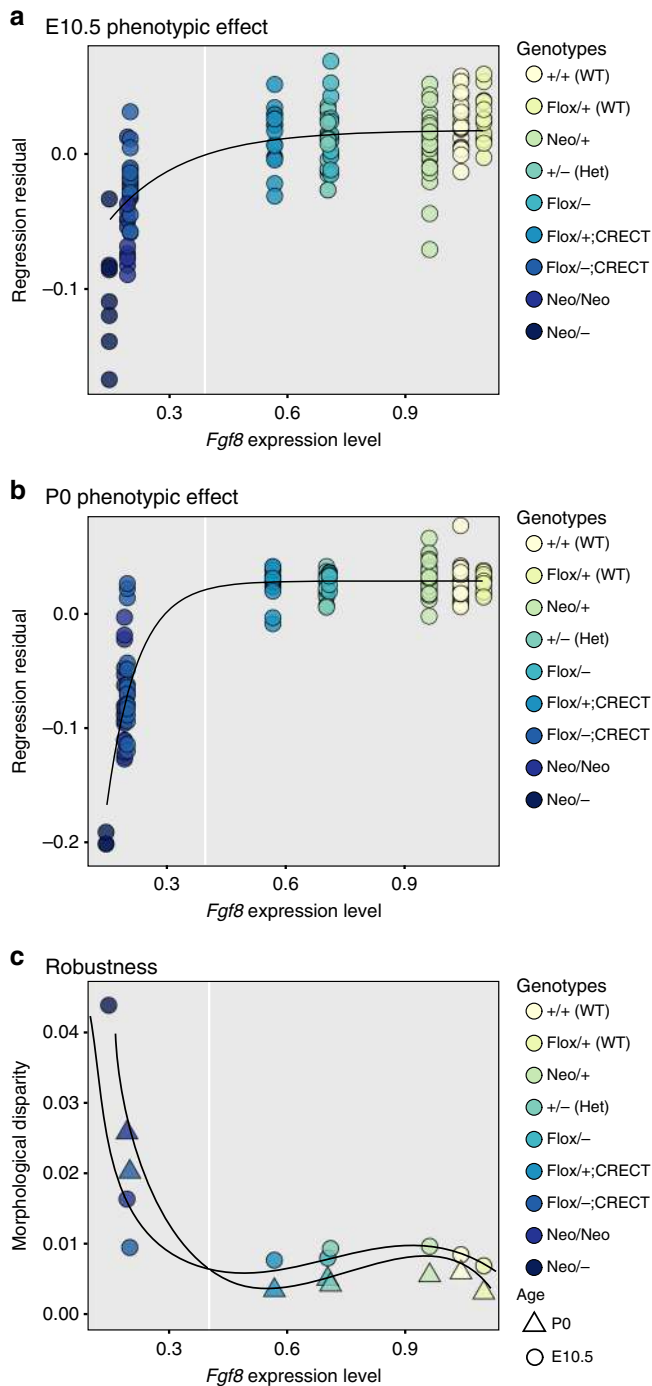 a
E10.5 phenotypic effect
Genotypes
+/+ (WT)
Flox/+ (WT)
Neo/+
+/– (Het)
Flox/–
Flox/+;CRECT
Flox/–;CRECT
Neo/Neo
Neo/–
Regression residual
0.0
–0.1
0.3
0.6
0.9
Fgf8 expression level
b
P0 phenotypic effect
Genotypes
+/+ (WT)
Flox/+ (WT)
Neo/+
+/– (Het)
Flox/–
Flox/+;CRECT
Flox/–;CRECT
Neo/Neo
Neo/–
Regression residual
0.0
–0.1
–0.2
0.3
0.6
0.9
Fgf8 expression level
c
Robustness
Genotypes
+/+ (WT)
Flox/+ (WT)
Neo/+
+/– (Het)
Flox/–
Flox/+;CRECT
Flox/–;CRECT
Neo/Neo
Neo/–
Age
P0
E10.5
Morphological disparity
0.04
0.03
0.02
0.01
0.00
0.3
0.6
0.9
Fgf8 expression level